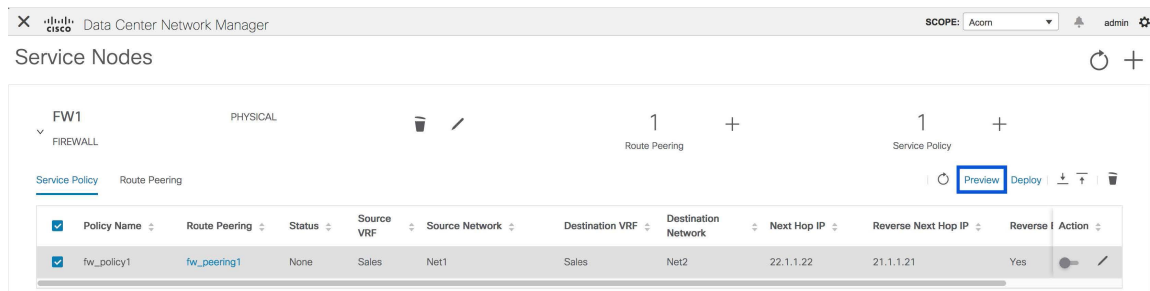 cisco Data Center Network Manager SCOPE: Acorn admin
Service Nodes
FW1 PHYSICAL 1 1
FIREWALL Route Peering Service Policy
Service Policy Route Peering Preview Deploy
Policy Name Route Peering Status Source VRF Source Network Destination VRF Destination Network Next Hop IP Reverse Next Hop IP Reverse Action
fw_policy1 fw_peering1 None Sales Net1 Sales Net2 22.1.1.22 21.1.1.21 Yes